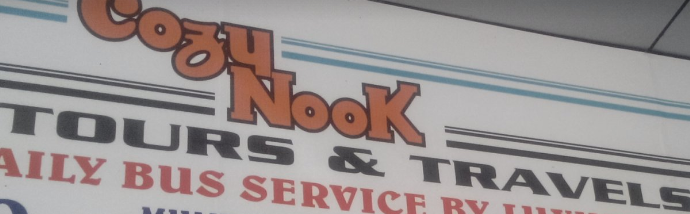 Cozy
Nook
TOURS & TRAVELS
AILY BUS SERVICE BY